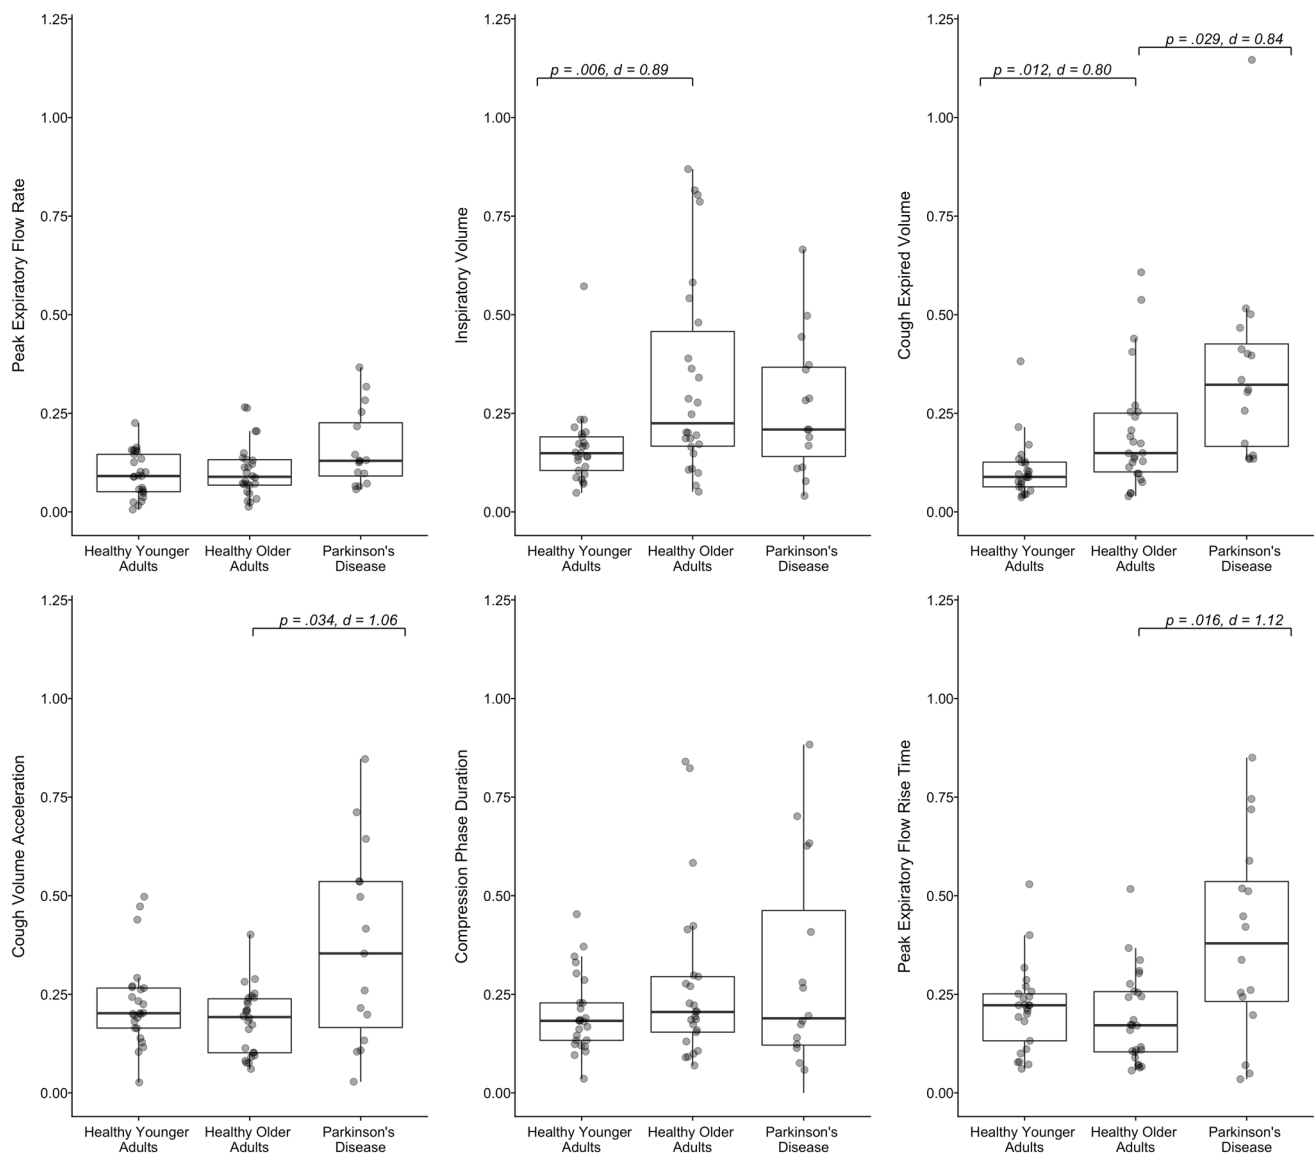 Peak Expiratory Flow Rate
1.25
1.00
0.75
0.50
0.25
0.00
Healthy Younger
Adults
Healthy Older
Adults
Parkinson's
Disease
Inspiratory Volume
1.25
1.00
0.75
0.50
0.25
0.00
p = .006, d = 0.89
Healthy Younger
Adults
Healthy Older
Adults
Parkinson's
Disease
Cough Expired Volume
1.25
1.00
0.75
0.50
0.25
0.00
p = .012, d = 0.80
p = .029, d = 0.84
Healthy Younger
Adults
Healthy Older
Adults
Parkinson's
Disease
Cough Volume Acceleration
1.25
1.00
0.75
0.50
0.25
0.00
p = .034, d = 1.06
Healthy Younger
Adults
Healthy Older
Adults
Parkinson's
Disease
Compression Phase Duration
1.25
1.00
0.75
0.50
0.25
0.00
Healthy Younger
Adults
Healthy Older
Adults
Parkinson's
Disease
Peak Expiratory Flow Rise Time
1.25
1.00
0.75
0.50
0.25
0.00
p = .016, d = 1.12
Healthy Younger
Adults
Healthy Older
Adults
Parkinson's
Disease